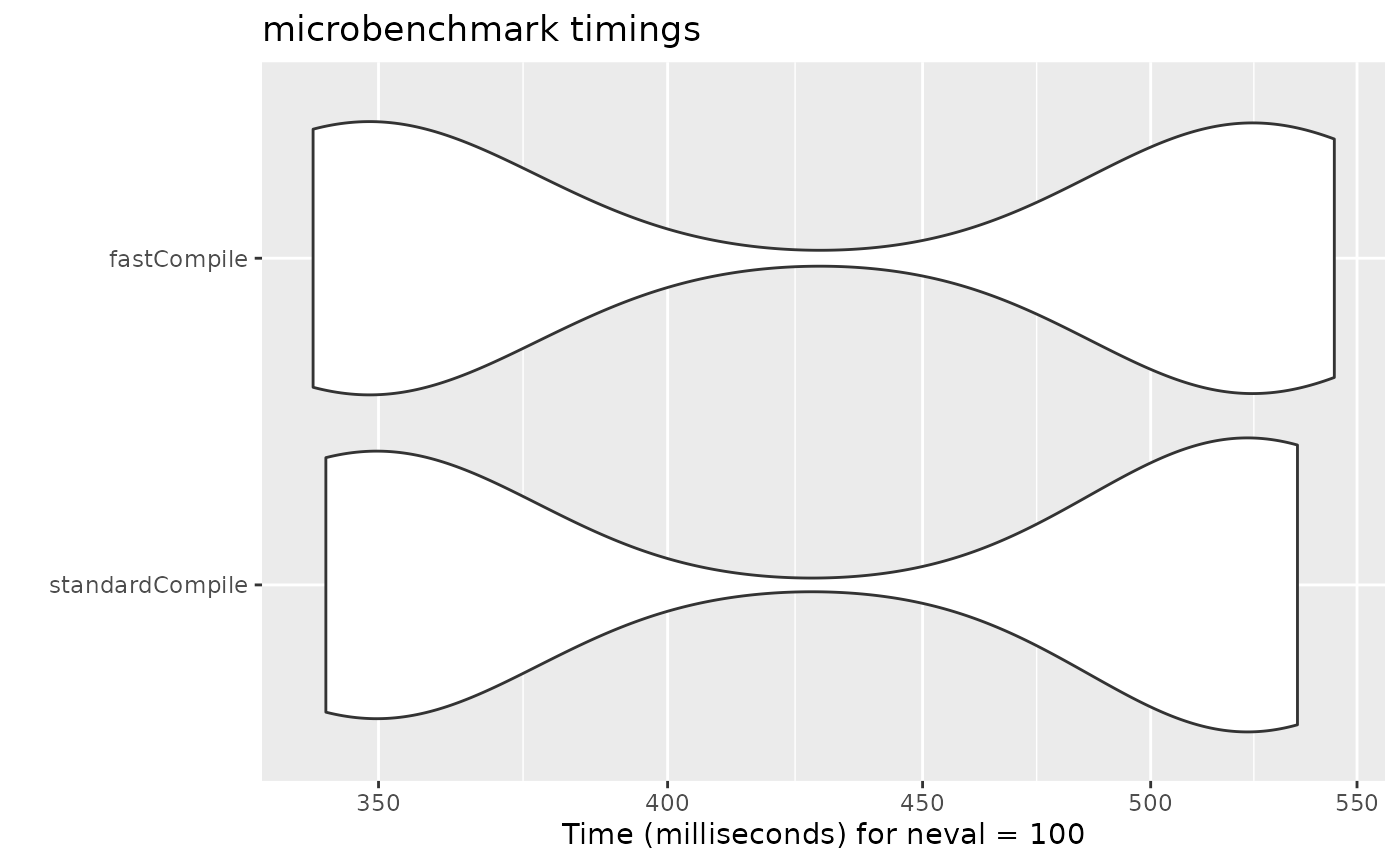 microbenchmark timings
fastCompile
standardCompile
350 400 450 500 550
Time (milliseconds) for neval = 100